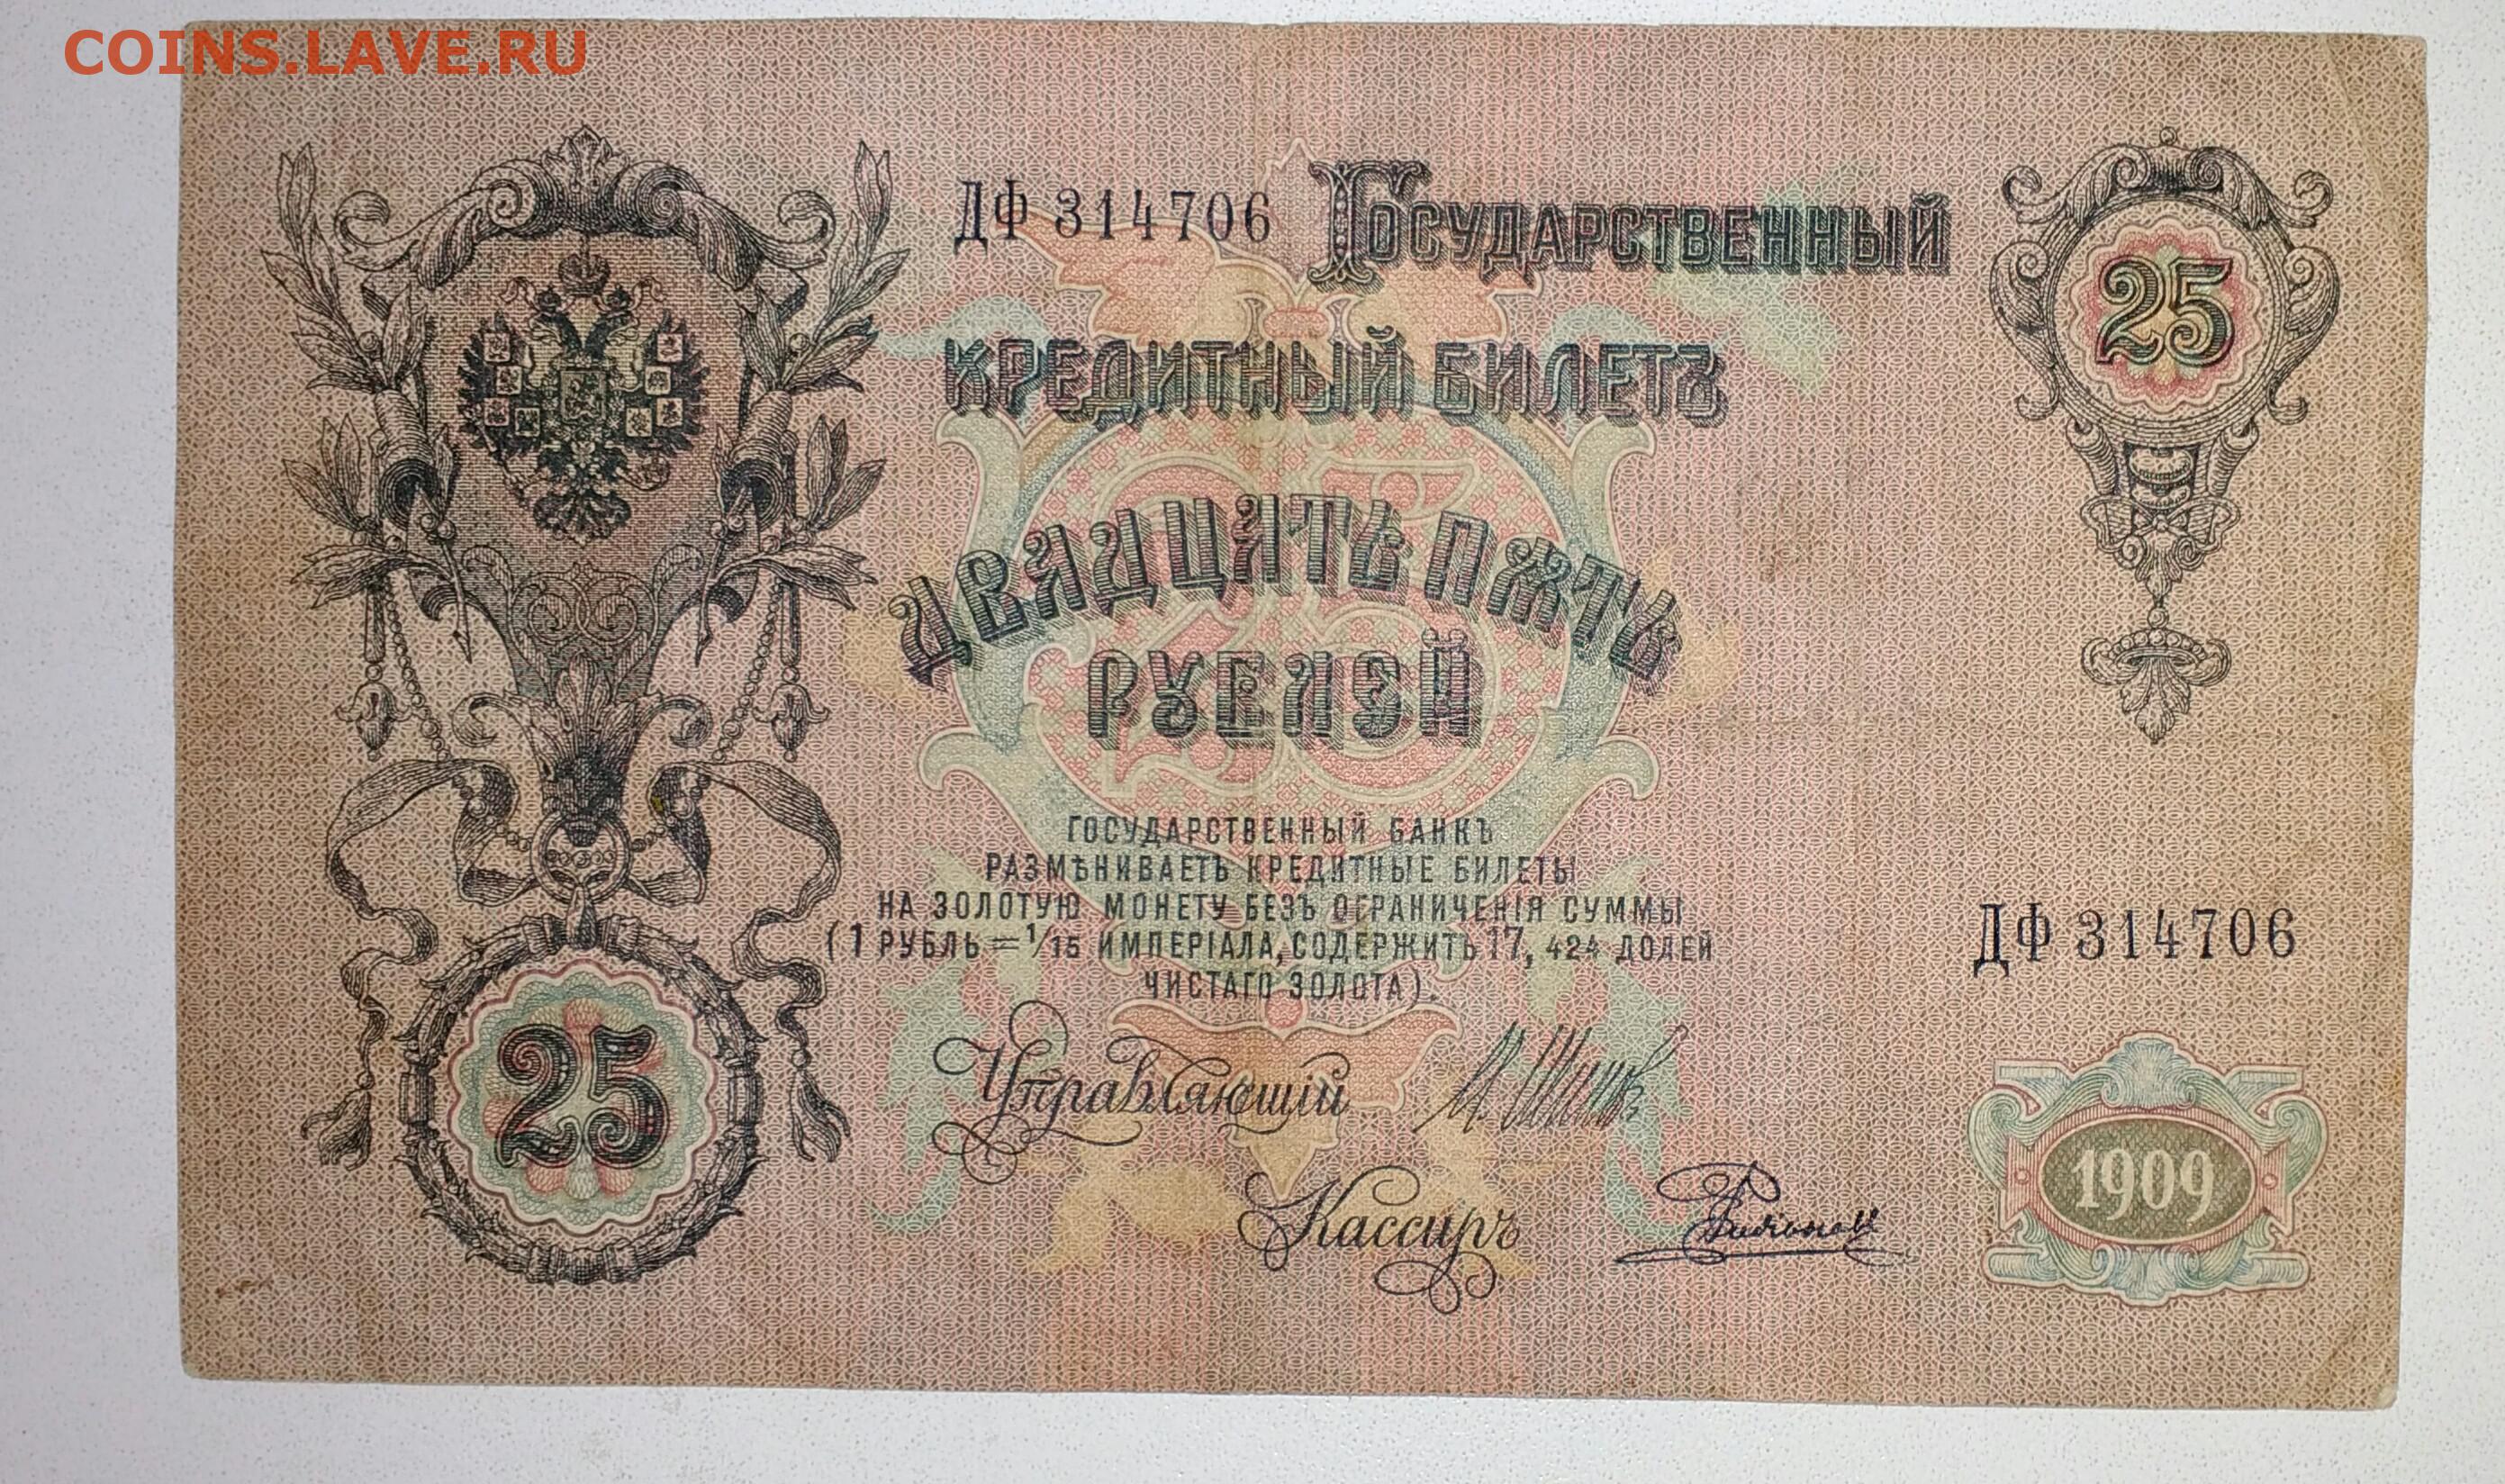 COINS.LAVE.RU
ДФ 314706 ГОСУДАРСТВЕННЫЙ
25
КРЕДИТНЫЙ БИЛЕТЪ
ДВАДЦАТЬ ПЯТЬ
РУБЛЕЙ
ГОСУДАРСТВЕННЫЙ БАНКЪ
РАЗМѢНИВАЕТЪ КРЕДИТНЫЕ БИЛЕТЫ
НА ЗОЛОТУЮ МОНЕТУ БЕЗЪ ОГРАНИЧЕНІЯ СУММЫ
(1 РУБЛЬ = 1/15 ИМПЕРІАЛА, СОДЕРЖИТЪ 17, 424 ДОЛЕЙ
ЧИСТАГО ЗОЛОТА).
ДФ 314706
25
Управляющій И. Шипов
Кассиръ
1909